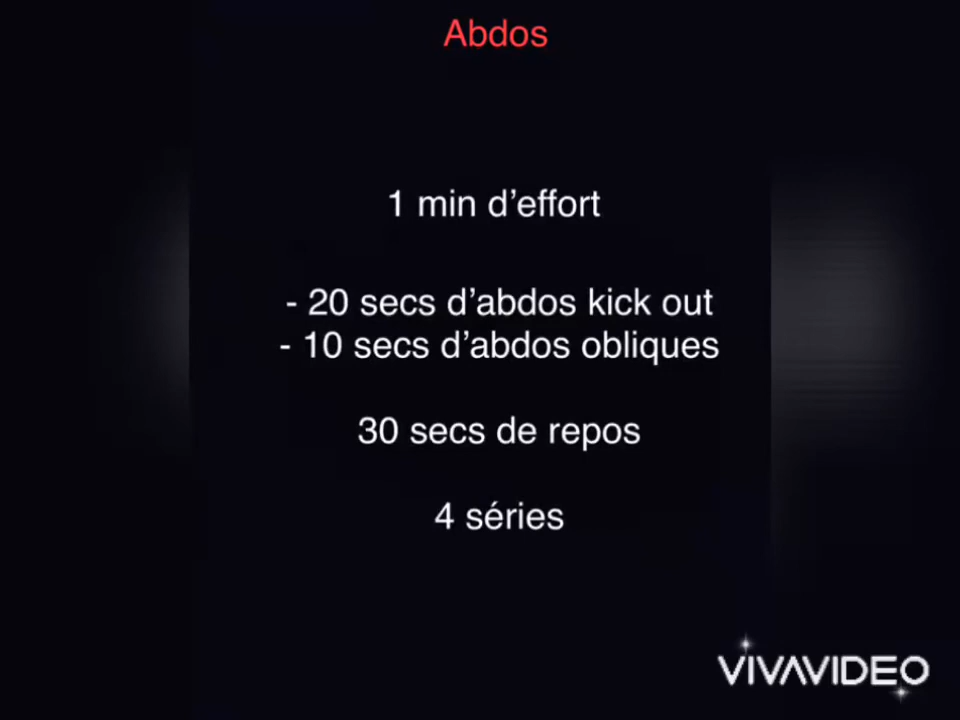 Abdos
1 min d’effort
- 20 secs d’abdos kick out
- 10 secs d’abdos obliques
30 secs de repos
4 séries
VIVAVIDEO